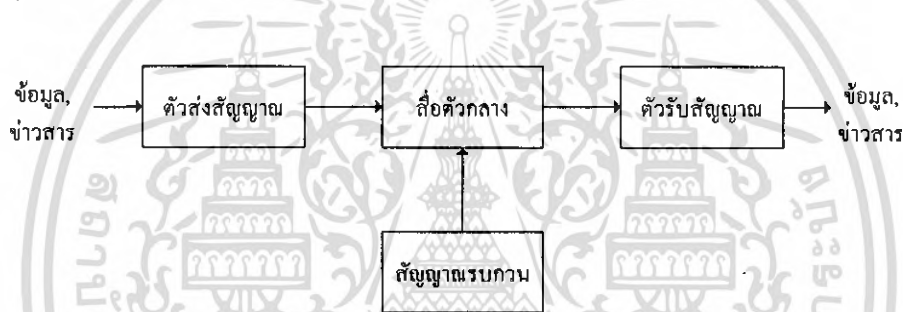 ข้อมูล,
ข่าวสาร
ตัวส่งสัญญาณ
สื่อตัวกลาง
ตัวรับสัญญาณ
ข้อมูล,
ข่าวสาร
สัญญาณรบกวน